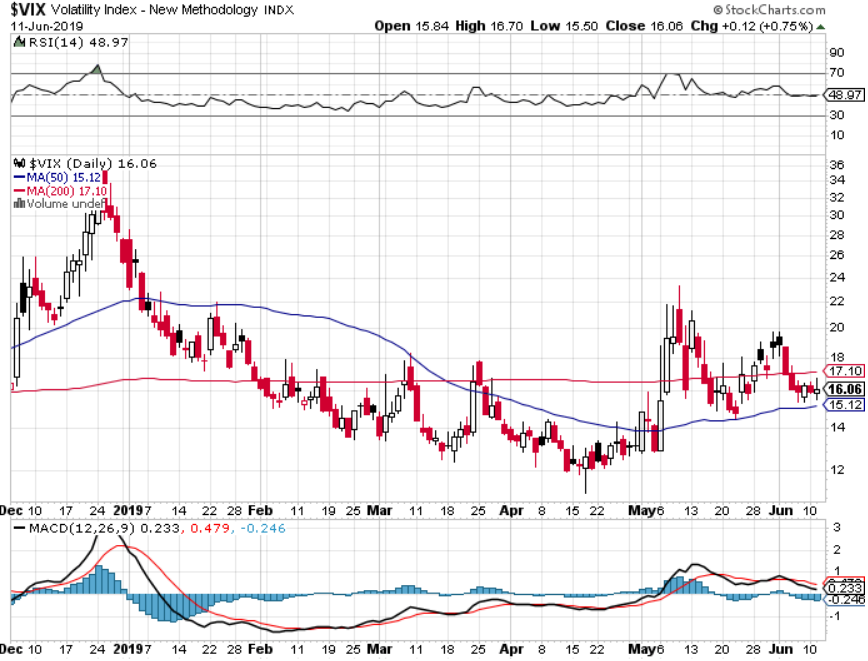 $VIX Volatility Index - New Methodology INDX © StockCharts.com
11-Jun-2019 Open 15.84 High 16.70 Low 15.50 Close 16.06 Chg +0.12 (+0.75%)
RSI(14) 48.97
90
70
48.97
30
10
$VIX (Daily) 16.06
MA(50) 15.12
MA(200) 17.10
Volume undef
36
34
32
30
28
26
24
22
20
18
17.10
16.06
15.12
14
12
Dec 10 17 24 2019 7 14 22 28 Feb 11 19 25 Mar 11 18 25 Apr 8 15 22 May 6 13 20 28 Jun 10
MACD(12,26,9) 0.233, 0.479, -0.246
3
2
1
0.233
-0.246
-1
Dec 10 17 24 2019 7 14 22 28 Feb 11 19 25 Mar 11 18 25 Apr 8 15 22 May 6 13 20 28 Jun 10